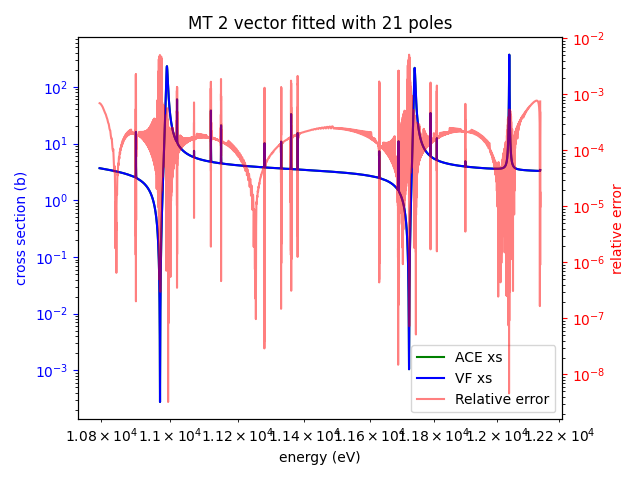 MT 2 vector fitted with 21 poles
cross section (b)
10²
10¹
10⁰
10⁻¹
10⁻²
10⁻³
10⁻²
10⁻³
10⁻⁴
10⁻⁵
10⁻⁶
10⁻⁷
10⁻⁸
relative error
ACE xs
VF xs
Relative error
1.08 × 10⁴ 1.1 × 10⁴ 1.12 × 10⁴ 1.14 × 10⁴ 1.16 × 10⁴ 1.18 × 10⁴ 1.2 × 10⁴ 1.22 × 10⁴
energy (eV)